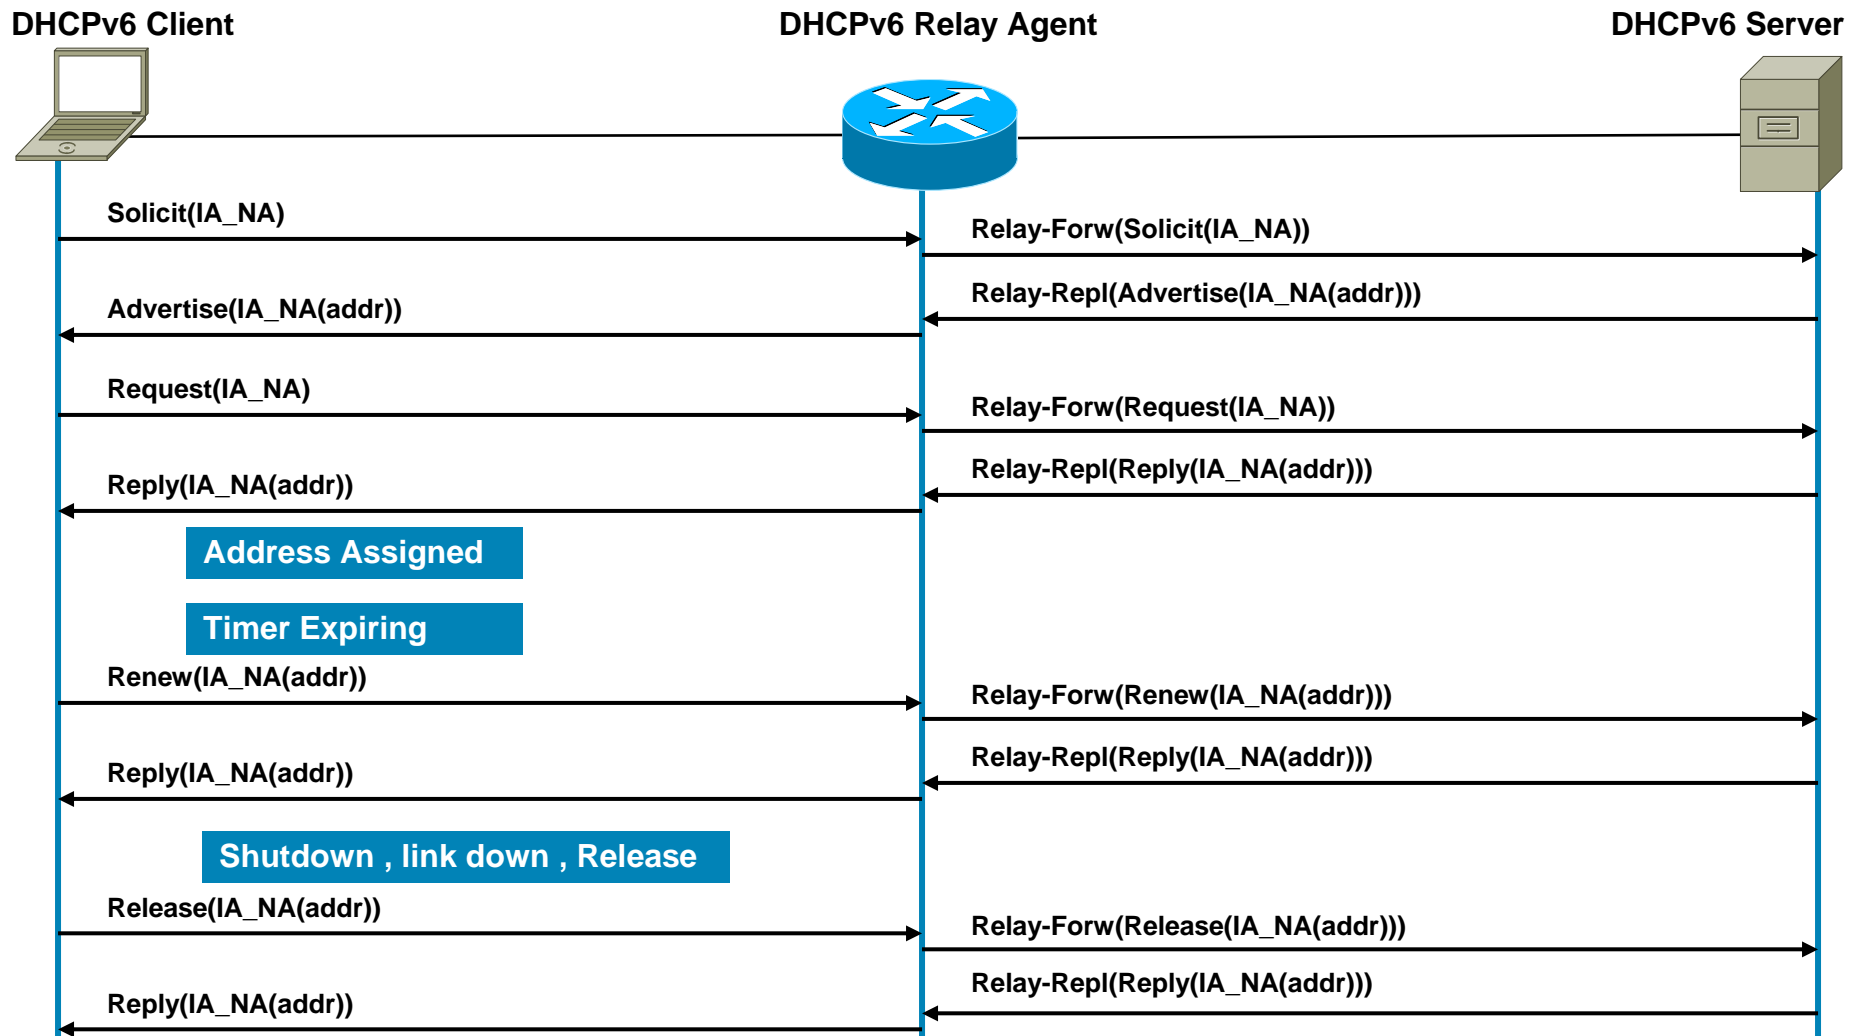 DHCPv6 Client
DHCPv6 Relay Agent
DHCPv6 Server
Solicit(IA_NA)
Relay-Forw(Solicit(IA_NA))
Relay-Repl(Advertise(IA_NA(addr)))
Advertise(IA_NA(addr))
Request(IA_NA)
Relay-Forw(Request(IA_NA))
Relay-Repl(Reply(IA_NA(addr)))
Reply(IA_NA(addr))
Address Assigned
Timer Expiring
Renew(IA_NA(addr))
Relay-Forw(Renew(IA_NA(addr)))
Relay-Repl(Reply(IA_NA(addr)))
Reply(IA_NA(addr))
Shutdown , link down , Release
Release(IA_NA(addr))
Relay-Forw(Release(IA_NA(addr)))
Relay-Repl(Reply(IA_NA(addr)))
Reply(IA_NA(addr))